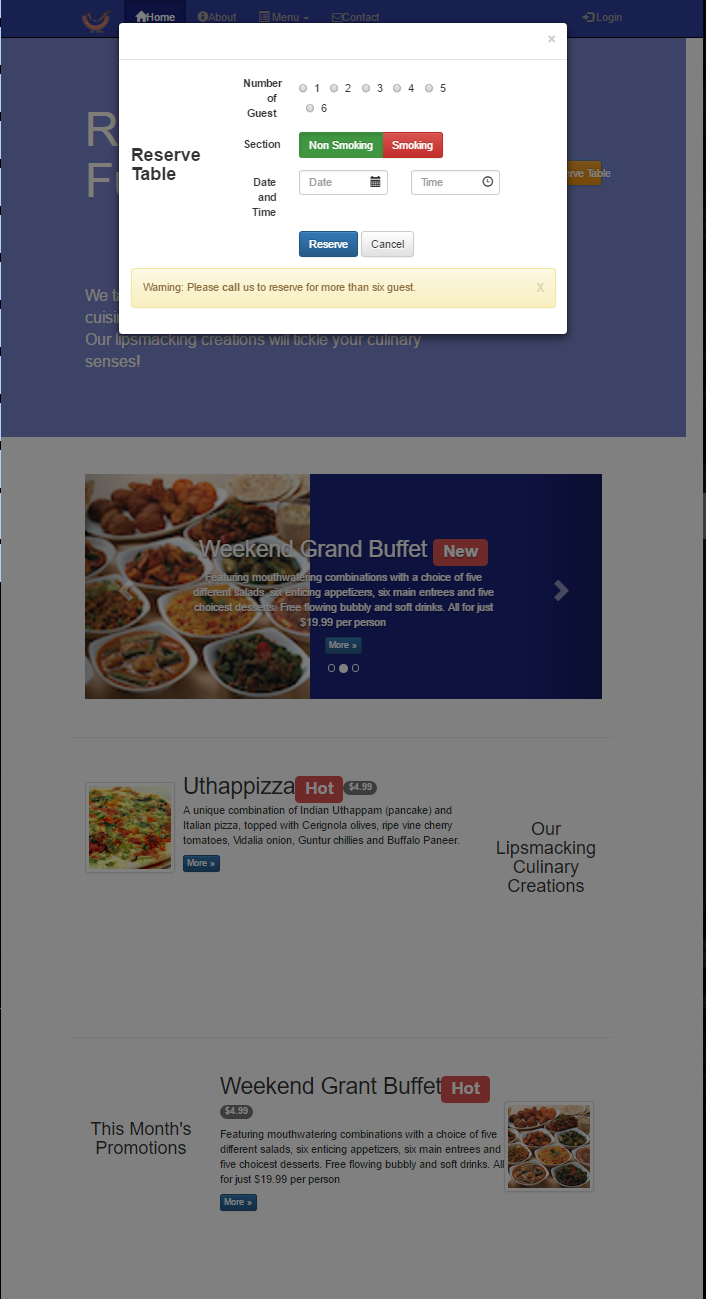 Home About Menu Contact Login
×
Number of Guest 1 2 3 4 5
6
Section Non Smoking Smoking
Reserve Table
Date and Time Date Time
Reserve Cancel
Warning: Please call us to reserve for more than six guest. x
R
F
erve Table
We
cuisi
Our lipsmacking creations will tickle your culinary
senses!
Weekend Grand Buffet New
Featuring mouthwatering combinations with a choice of five
different salads, six enticing appetizers, six main entrees and five
choicest desserts. Free flowing bubbly and soft drinks. All for just
$19.99 per person
More »
Uthappizza Hot $4.99
A unique combination of Indian Uthappam (pancake) and
Italian pizza, topped with Cerignola olives, ripe vine cherry
tomatoes, Vidalia onion, Guntur chillies and Buffalo Paneer.
More »
Our
Lipsmacking
Culinary
Creations
This Month's
Promotions
Weekend Grant Buffet Hot
$4.99
Featuring mouthwatering combinations with a choice of five
different salads, six enticing appetizers, six main entrees and
five choicest desserts. Free flowing bubbly and soft drinks. All
for just $19.99 per person
More »